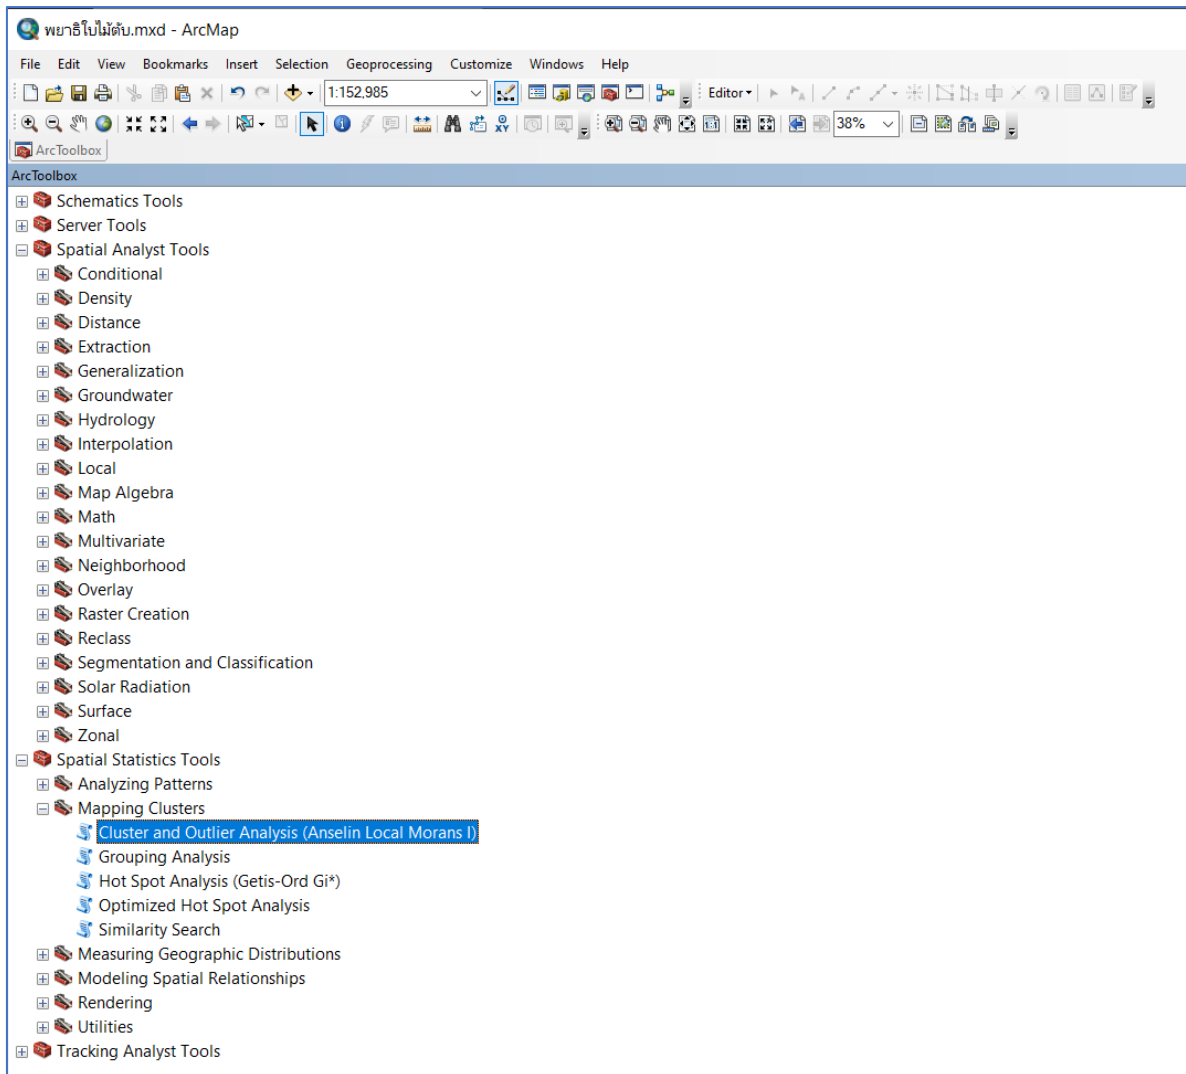 พยาธิใบไม้ตับ.mxd - ArcMap
File Edit View Bookmarks Insert Selection Geoprocessing Customize Windows Help
1:152,985 Editor
38%
ArcToolbox
ArcToolbox
Schematics Tools
Server Tools
Spatial Analyst Tools
Conditional
Density
Distance
Extraction
Generalization
Groundwater
Hydrology
Interpolation
Local
Map Algebra
Math
Multivariate
Neighborhood
Overlay
Raster Creation
Reclass
Segmentation and Classification
Solar Radiation
Surface
Zonal
Spatial Statistics Tools
Analyzing Patterns
Mapping Clusters
Cluster and Outlier Analysis (Anselin Local Morans I)
Grouping Analysis
Hot Spot Analysis (Getis-Ord Gi*)
Optimized Hot Spot Analysis
Similarity Search
Measuring Geographic Distributions
Modeling Spatial Relationships
Rendering
Utilities
Tracking Analyst Tools